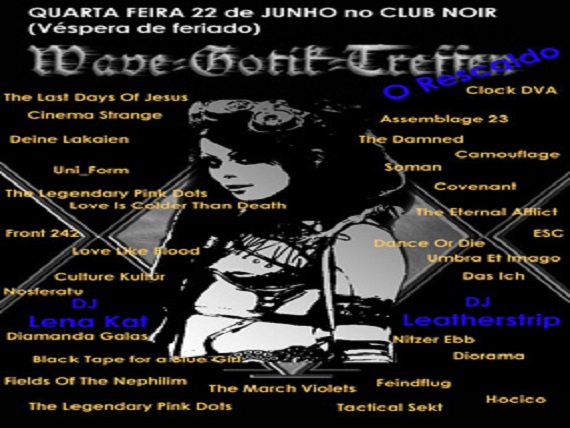 QUARTA FEIRA 22 de JUNHO no CLUB NOIR
(Véspera de feriado)
Wave-Gotik-Treffen
O Rescaldo
Clock DVA
The Last Days Of Jesus
Cinema Strange
Assemblage 23
Deine Lakaien
The Damned
Camouflage
Uni_Form
Soman
Covenant
The Legendary Pink Dots
Love Is Colder Than Death
The Eternal Afflict
Front 242
ESC
Love Like Blood
Dance Or Die
Umbra Et Imago
Culture Kultür
Das Ich
Nosferatu
DJ
Lena Kat
DJ
Leatherstrip
Diamanda Galas
Nitzer Ebb
Black Tape for a Blue Girl
Diorama
Fields Of The Nephilim
The March Violets
Feindflug
The Legendary Pink Dots
Tactical Sekt
Hocico